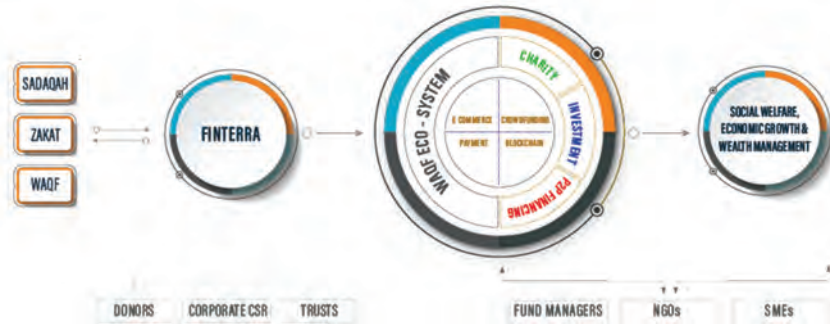 SADAQAH
ZAKAT
WAQF
FINTERRA
WAQF ECO - SYSTEM
CHARITY
INVESTMENT
P2P FINANCING
E COMMERCE
CROWDFUNDING
PAYMENT
BLOCKCHAIN
SOCIAL WELFARE,
ECONOMIC GROWTH &
WEALTH MANAGEMENT
DONORS
CORPORATE CSR
TRUSTS
FUND MANAGERS
NGOs
SMEs